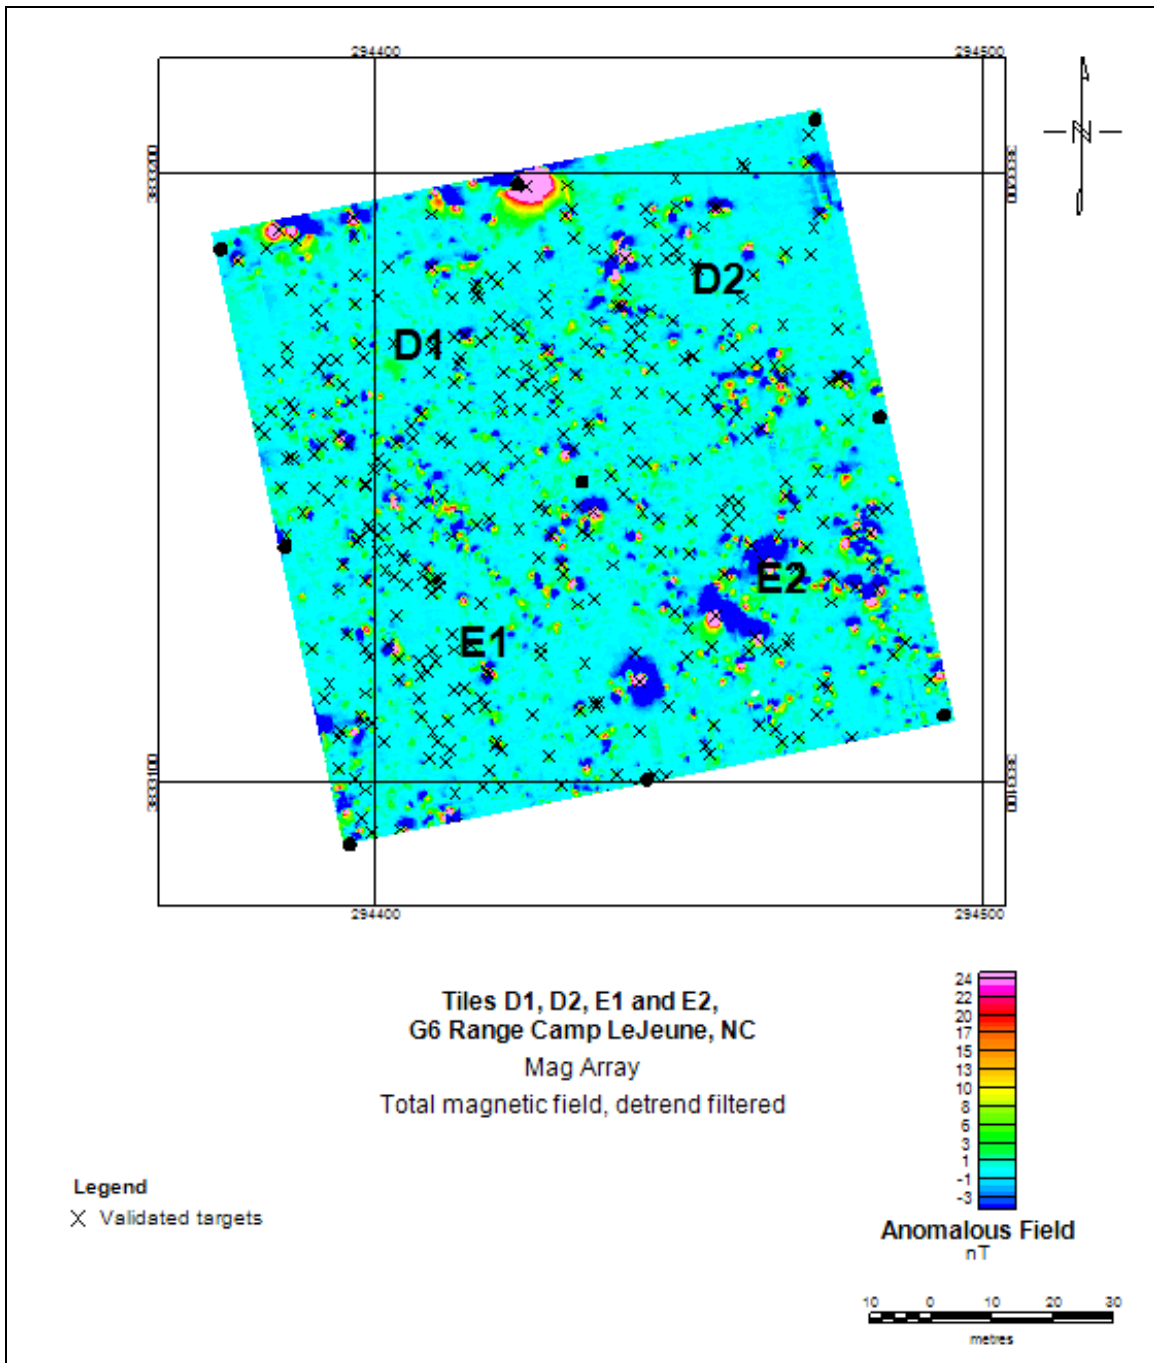 294400 294500
N
D2
D1
E2
E1
294400 294500
Tiles D1, D2, E1 and E2,
G6 Range Camp LeJeune, NC
Mag Array
Total magnetic field, detrend filtered
24
22
20
17
15
13
10
8
6
3
1
-1
-3
Anomalous Field
nT
Legend
X Validated targets
10 0 10 20 30
metres